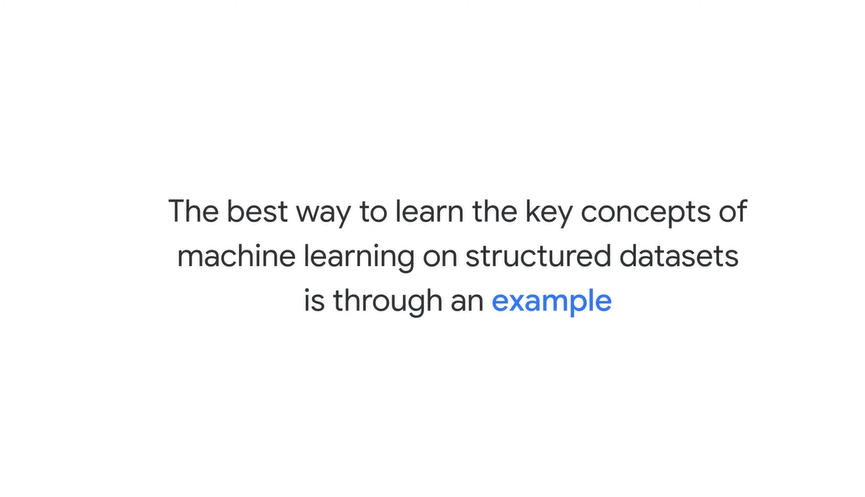 The best way to learn the key concepts of
machine learning on structured datasets
is through an example